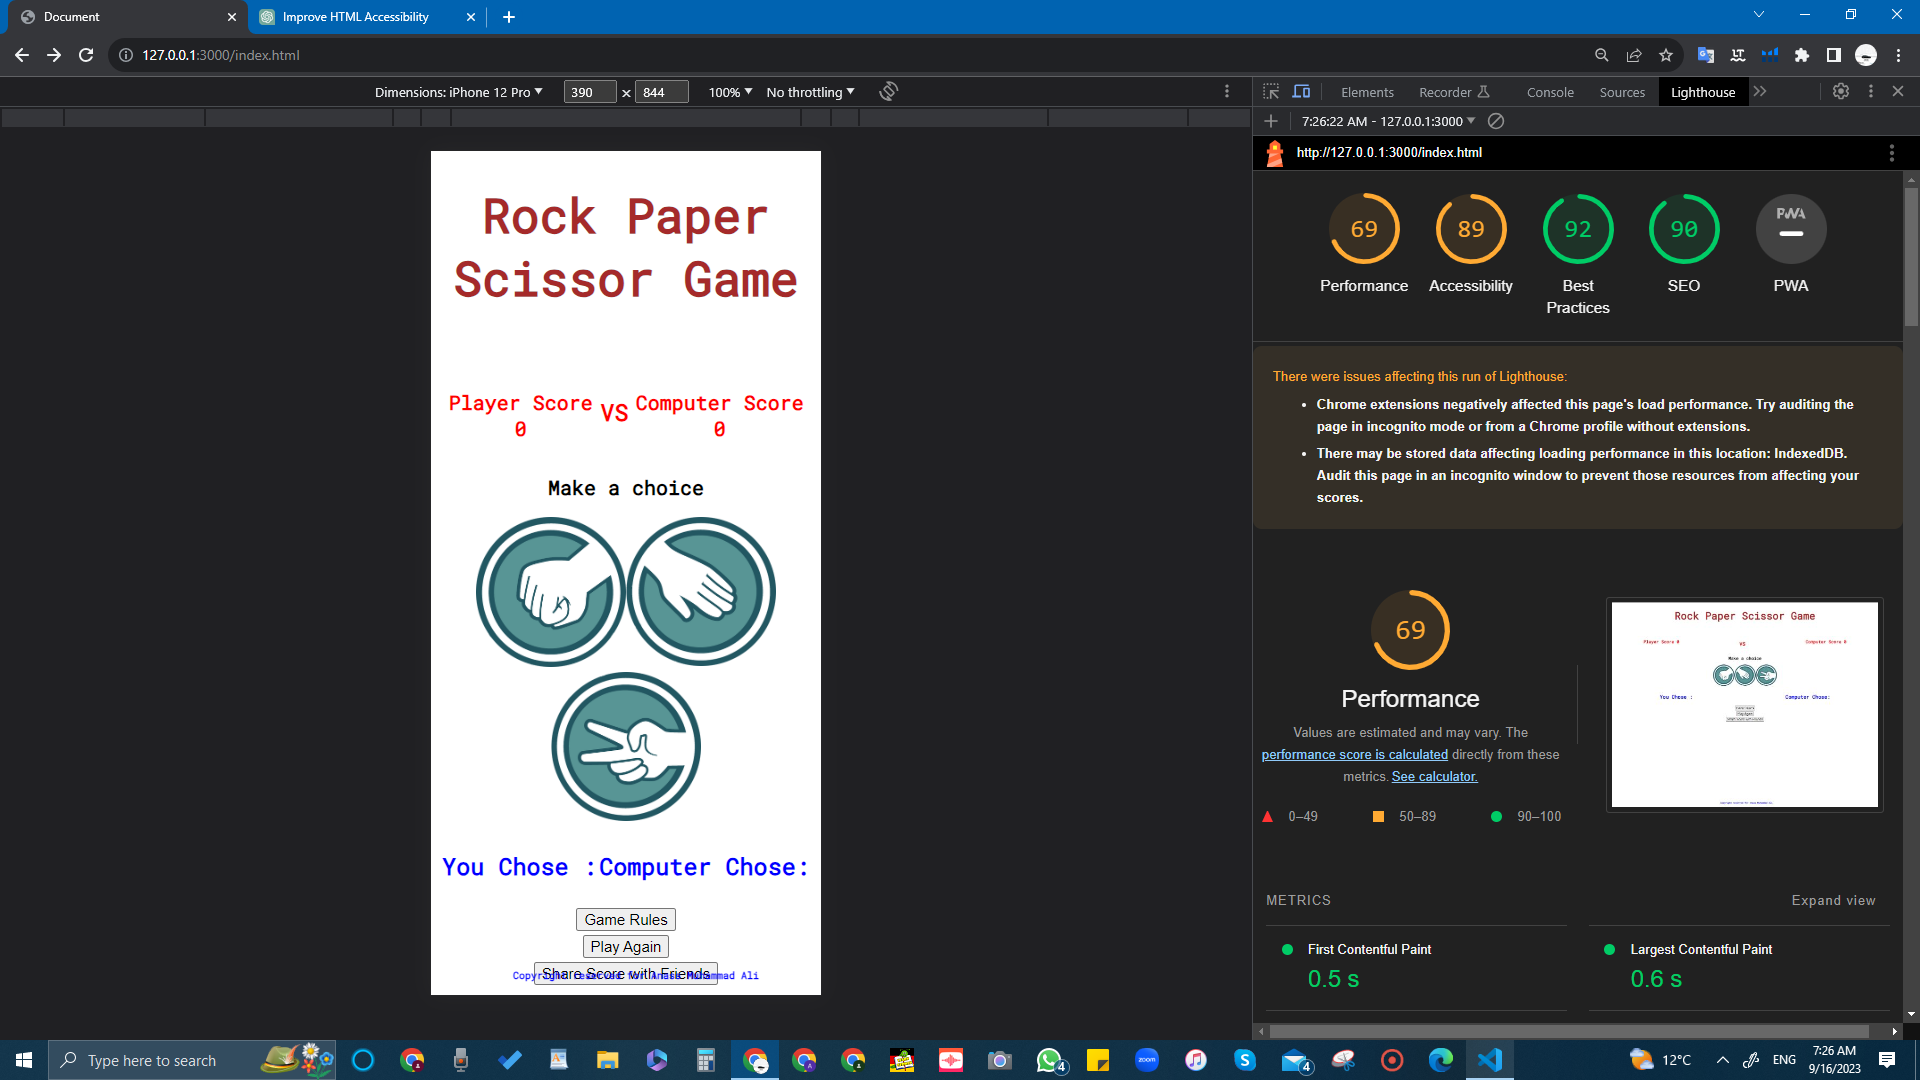 Document
Improve HTML Accessibility
127.0.0.1:3000/index.html
Dimensions: iPhone 12 Pro
390 x 844
100%
No throttling
Elements
Recorder
Console
Sources
Lighthouse
7:26:22 AM - 127.0.0.1:3000
http://127.0.0.1:3000/index.html
Rock Paper
Scissor Game
Player Score
0
VS
Computer Score
0
Make a choice
You Chose :Computer Chose:
Game Rules
Play Again
Share Score with Friends
69
Performance
89
Accessibility
92
Best
Practices
90
SEO
PWA
PWA
There were issues affecting this run of Lighthouse:
• Chrome extensions negatively affected this page's load performance. Try auditing the
page in incognito mode or from a Chrome profile without extensions.
• There may be stored data affecting loading performance in this location: IndexedDB.
Audit this page in an incognito window to prevent those resources from affecting your
scores.
69
Performance
Values are estimated and may vary. The
performance score is calculated directly from these
metrics. See calculator.
0–49
50–89
90–100
Rock Paper Scissor Game
Player Score 0
VS
Computer Score 0
Make a choice
You Chose :
Computer Chose:
METRICS
Expand view
First Contentful Paint
0.5 s
Largest Contentful Paint
0.6 s
Type here to search
zoom
4
4
12°C
ENG
7:26 AM
9/16/2023